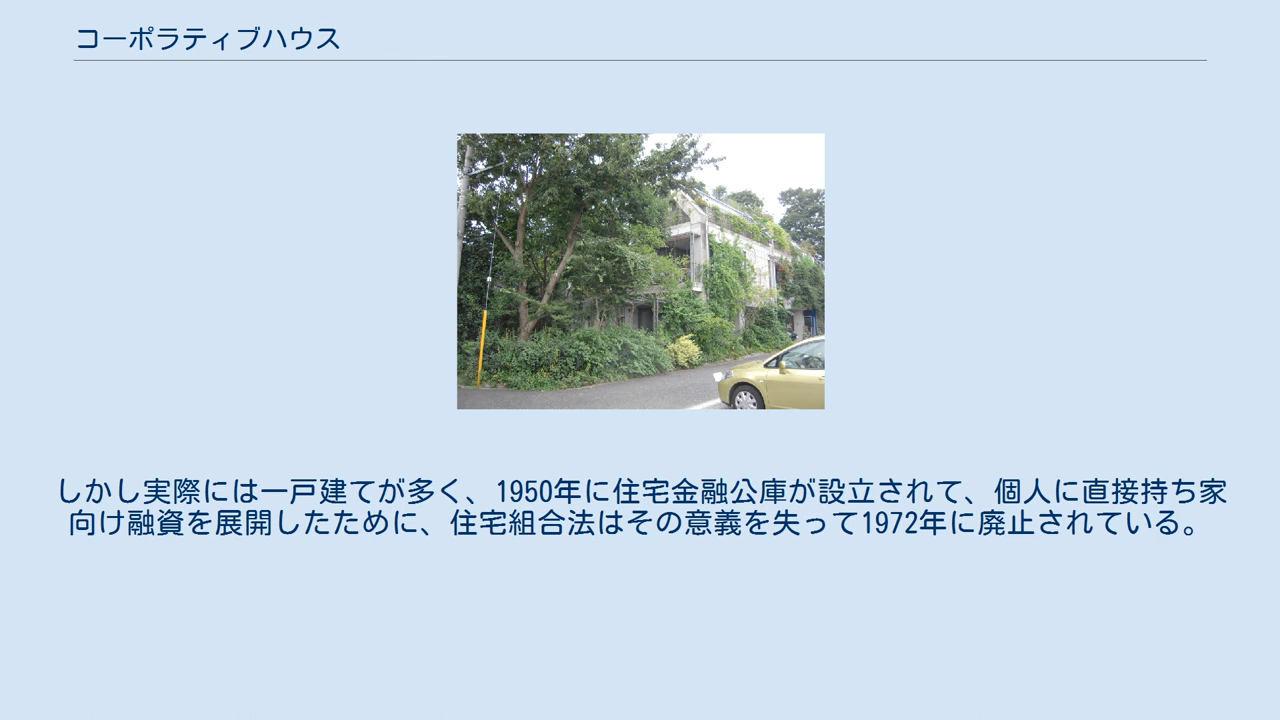 コーポラティブハウス
しかし実際には一戸建てが多く、1950年に住宅金融公庫が設立されて、個人に直接持ち家
向け融資を展開したために、住宅組合法はその意義を失って1972年に廃止されている。